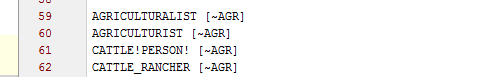 59 AGRICULTURALIST [~AGR]
60 AGRICULTURIST [~AGR]
61 CATTLE!PERSON! [~AGR]
62 CATTLE_RANCHER [~AGR]